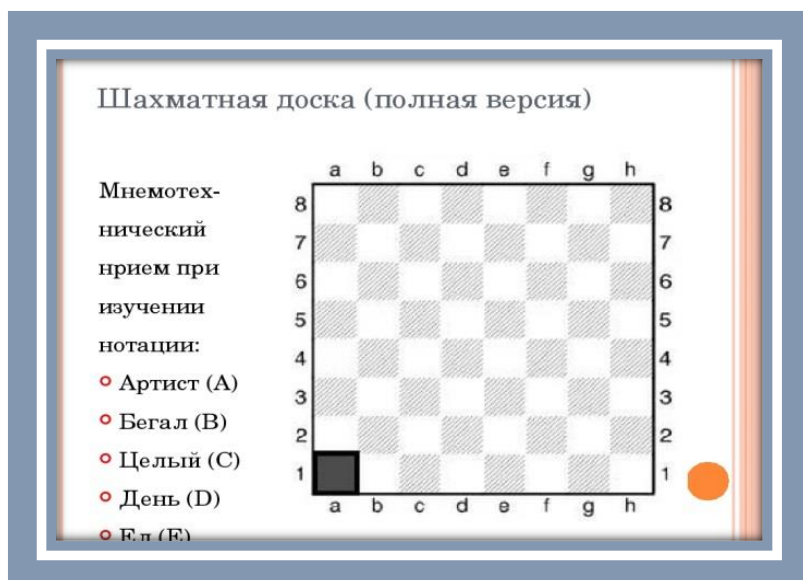 Шахматная доска (полная версия)
Мнемотех-
нический
нрием при
изучении
нотации:
Артист (А)
Бегал (В)
Целый (С)
День (D)
Ел (Е)
a b c d e f g h
8 8
7 7
6 6
5 5
4 4
3 3
2 2
1 1
a b c d e f g h